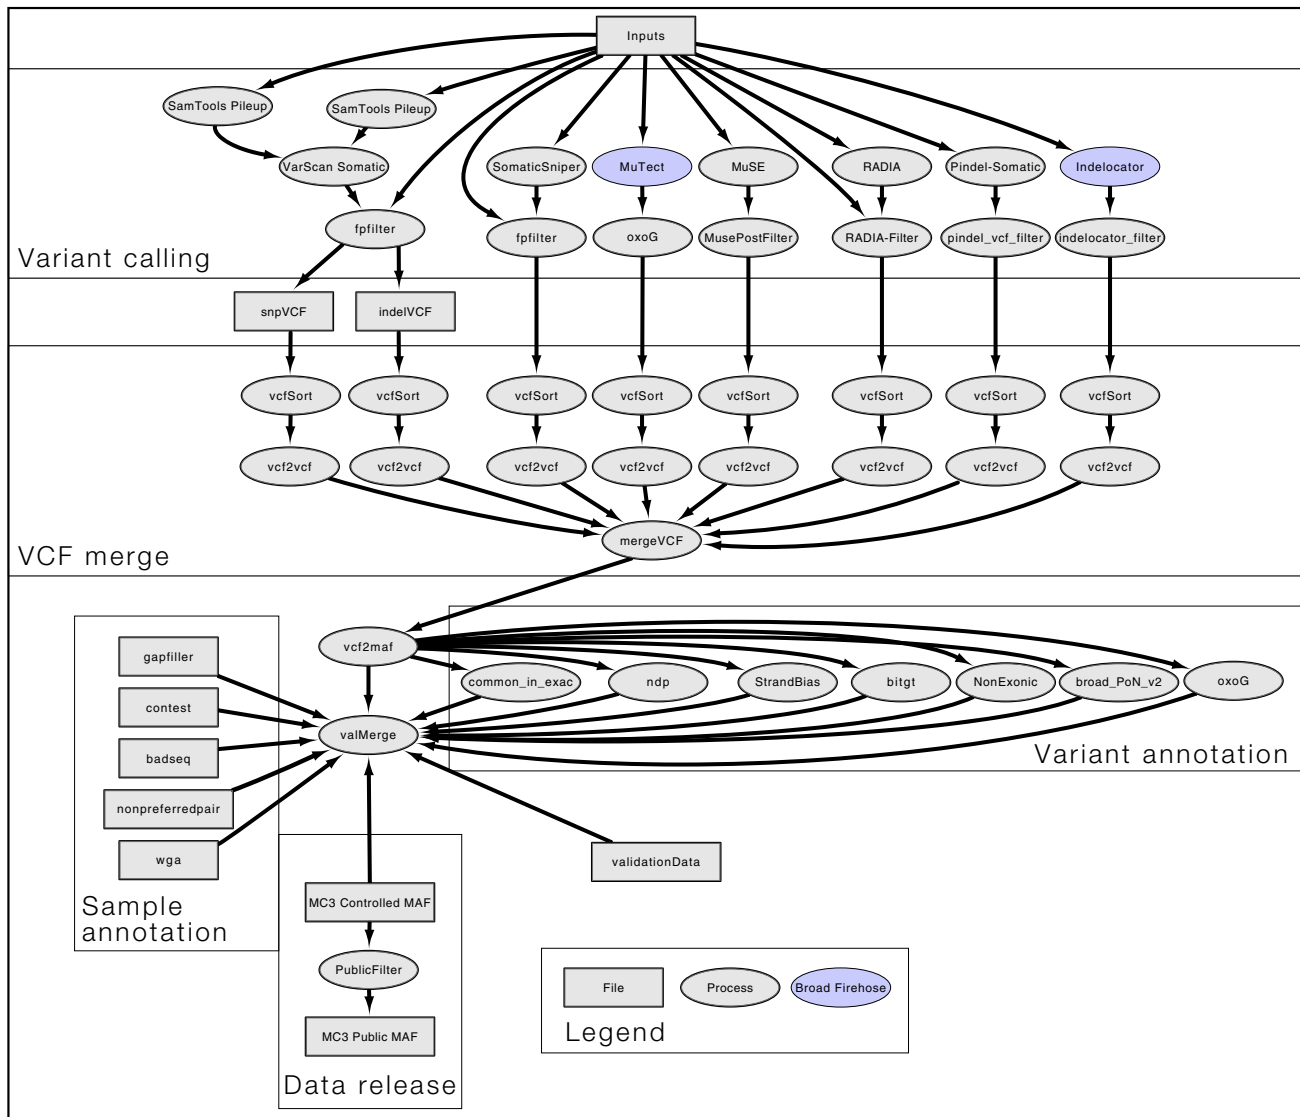 Inputs
SamTools Pileup
SamTools Pileup
VarScan Somatic
SomaticSniper
MuTect
MuSE
RADIA
Pindel-Somatic
Indelocator
fpfilter
fpfilter
oxoG
MusePostFilter
RADIA-Filter
pindel_vcf_filter
indelocator_filter
Variant calling
snpVCF
indelVCF
vcfSort
vcfSort
vcfSort
vcfSort
vcfSort
vcfSort
vcfSort
vcfSort
vcf2vcf
vcf2vcf
vcf2vcf
vcf2vcf
vcf2vcf
vcf2vcf
vcf2vcf
vcf2vcf
mergeVCF
VCF merge
vcf2maf
gapfiller
contest
badseq
nonpreferredpair
wga
Sample
annotation
common_in_exac
ndp
StrandBias
bitgt
NonExonic
broad_PoN_v2
oxoG
Variant annotation
valMerge
validationData
MC3 Controlled MAF
PublicFilter
MC3 Public MAF
Data release
File
Process
Broad Firehose
Legend